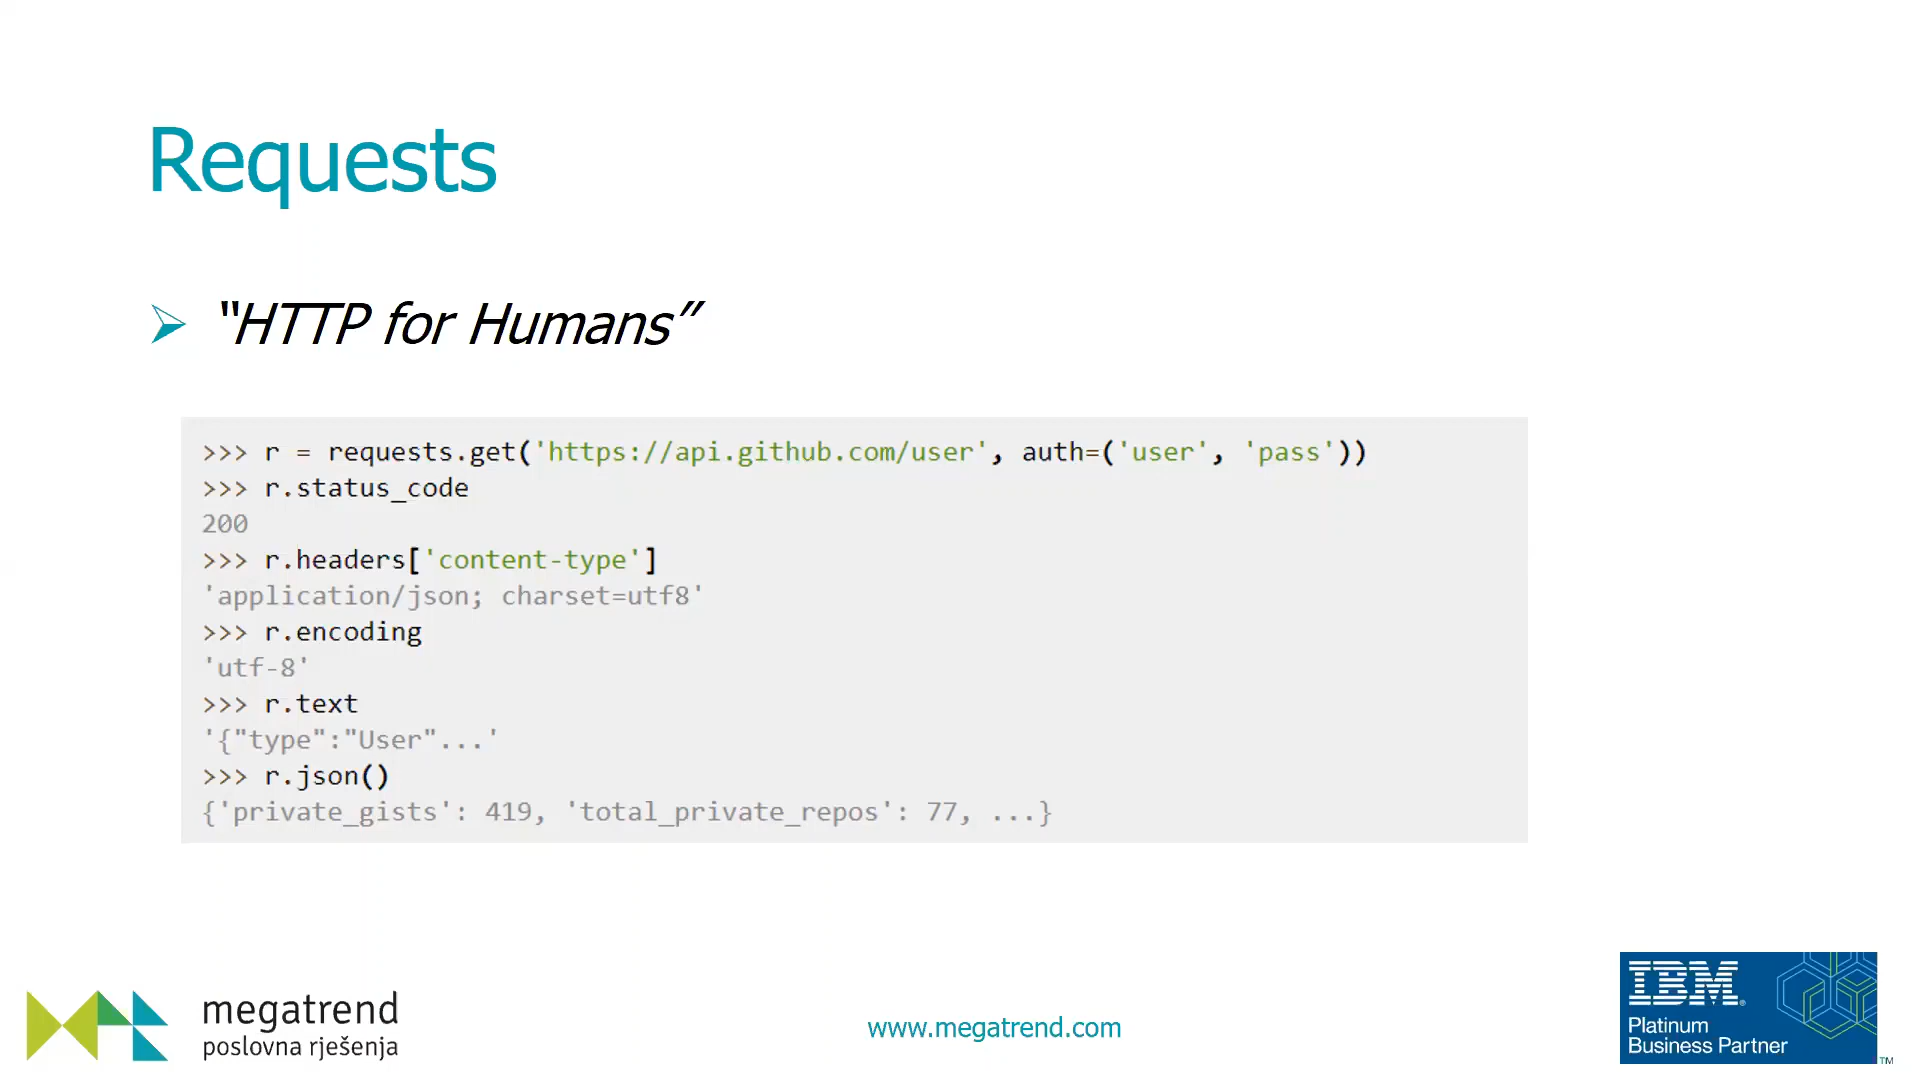 Requests
“HTTP for Humans”
>>> r = requests.get('https://api.github.com/user', auth=('user', 'pass'))
>>> r.status_code
200
>>> r.headers['content-type']
'application/json; charset=utf8'
>>> r.encoding
'utf-8'
>>> r.text
'{"type":"User"...'
>>> r.json()
{'private_gists': 419, 'total_private_repos': 77, ...}
megatrend
poslovna rješenja
www.megatrend.com
IBM®
Platinum
Business Partner
™